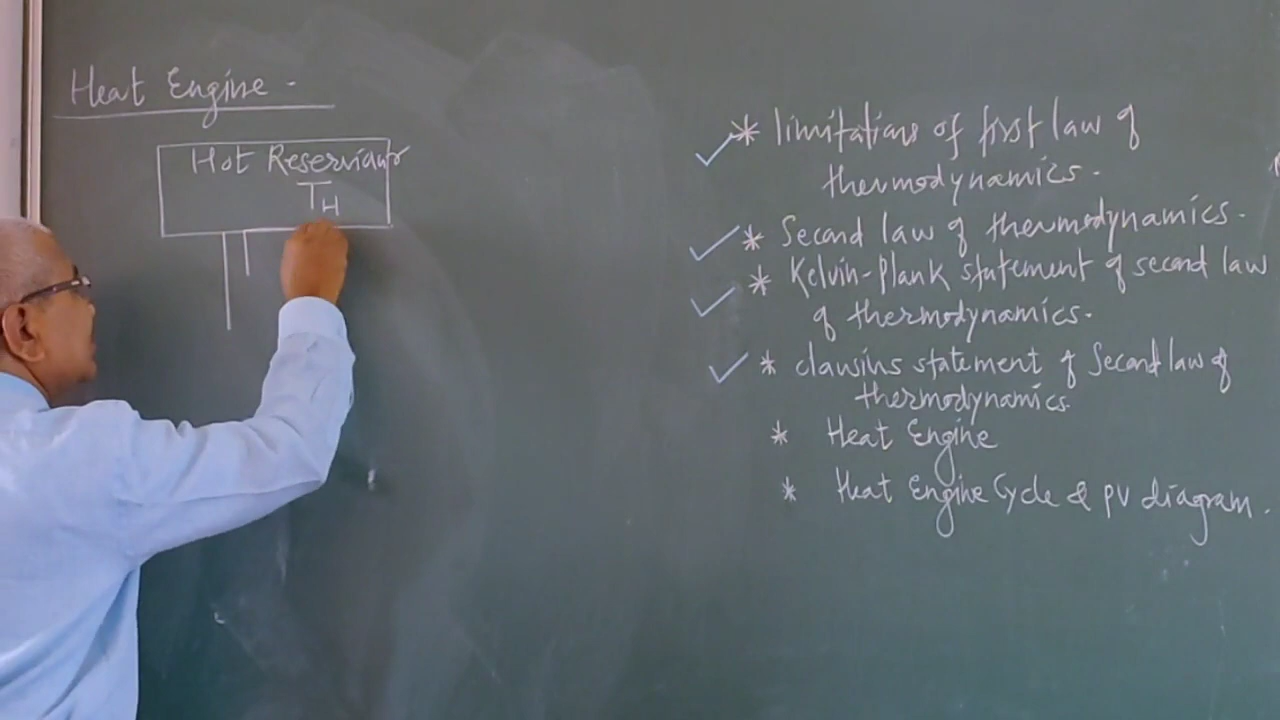 Heat Engine -
Hot Reserviour
TH
* limitations of first law of
thermodynamics.
* Second law of thermodynamics.
* Kelvin-Plank statement of second law
of thermodynamics.
* clausius statement of Second law of
thermodynamics
* Heat Engine
* Heat Engine Cycle & PV diagram.